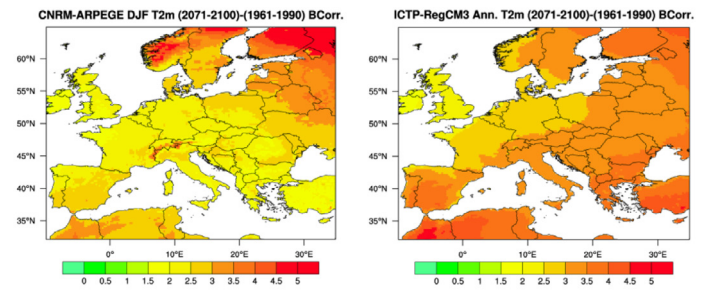 CNRM-ARPEGE DJF T2m (2071-2100)-(1961-1990) BCorr.
60°N
55°N
50°N
45°N
40°N
35°N
0° 10°E 20°E 30°E
0 0.5 1 1.5 2 2.5 3 3.5 4 4.5 5
ICTP-RegCM3 Ann. T2m (2071-2100)-(1961-1990) BCorr.
60°N
55°N
50°N
45°N
40°N
35°N
0° 10°E 20°E 30°E
0 0.5 1 1.5 2 2.5 3 3.5 4 4.5 5